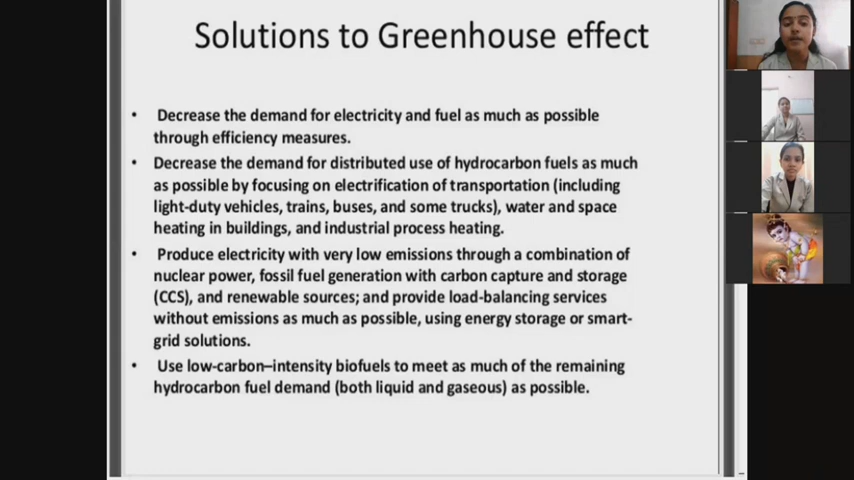 Solutions to Greenhouse effect
• Decrease the demand for electricity and fuel as much as possible
through efficiency measures.
• Decrease the demand for distributed use of hydrocarbon fuels as much
as possible by focusing on electrification of transportation (including
light-duty vehicles, trains, buses, and some trucks), water and space
heating in buildings, and industrial process heating.
• Produce electricity with very low emissions through a combination of
nuclear power, fossil fuel generation with carbon capture and storage
(CCS), and renewable sources; and provide load-balancing services
without emissions as much as possible, using energy storage or smart-
grid solutions.
• Use low-carbon–intensity biofuels to meet as much of the remaining
hydrocarbon fuel demand (both liquid and gaseous) as possible.